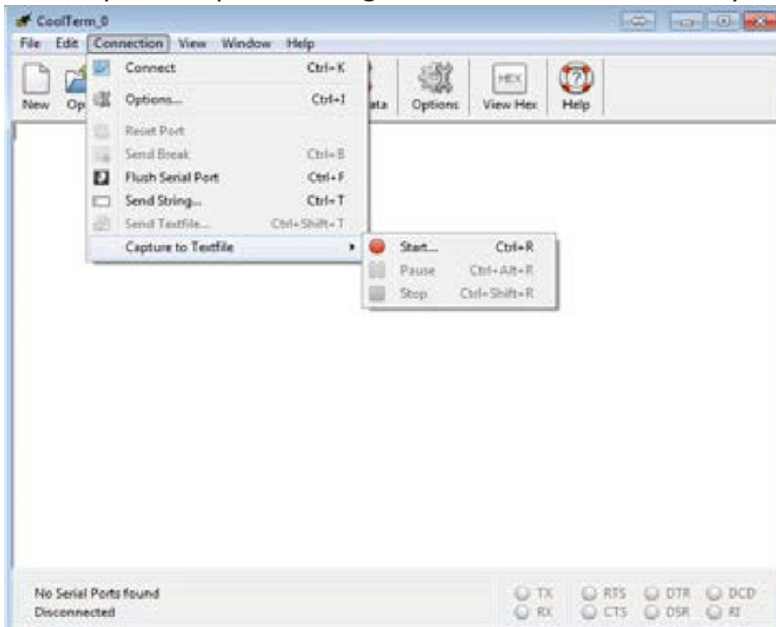 CoolTerm_0
File Edit Connection View Window Help
New Op ata Options View Hex Help
HEX
Connect Ctrl+K
Options... Ctrl+I
Reset Port
Send Break Ctrl+B
Flush Serial Port Ctrl+F
Send String... Ctrl+T
Send Textfile... Ctrl+Shift+T
Capture to Textfile
Start... Ctrl+R
Pause Ctrl+Alt+R
Stop Ctrl+Shift+R
No Serial Ports found
Disconnected
TX RTS DTR DCD
RX CTS DSR RI